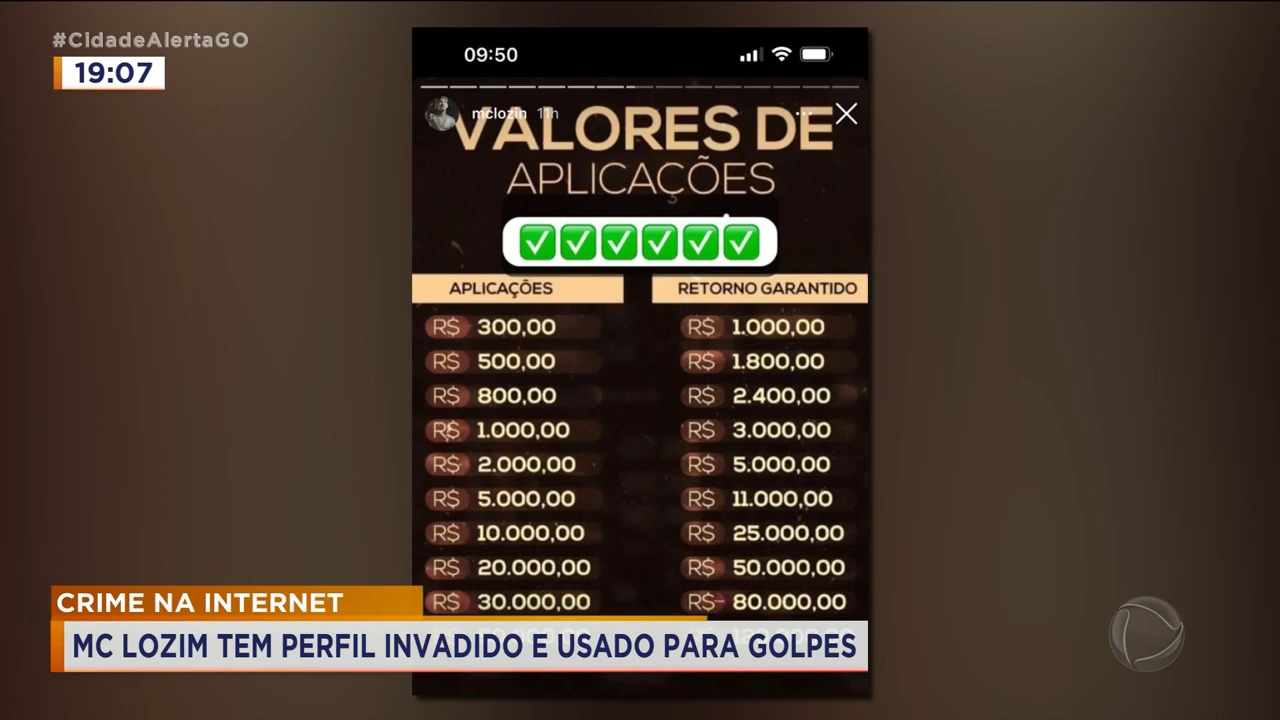 #CidadeAlertaGO
19:07
09:50
mclozin 11h
VALORES DE
APLICAÇÕES
APLICAÇÕES RETORNO GARANTIDO
R$ 300,00 R$ 1.000,00
R$ 500,00 R$ 1.800,00
R$ 800,00 R$ 2.400,00
R$ 1.000,00 R$ 3.000,00
R$ 2.000,00 R$ 5.000,00
R$ 5.000,00 R$ 11.000,00
R$ 10.000,00 R$ 25.000,00
R$ 20.000,00 R$ 50.000,00
R$ 30.000,00 R$ 80.000,00
CRIME NA INTERNET
MC LOZIM TEM PERFIL INVADIDO E USADO PARA GOLPES